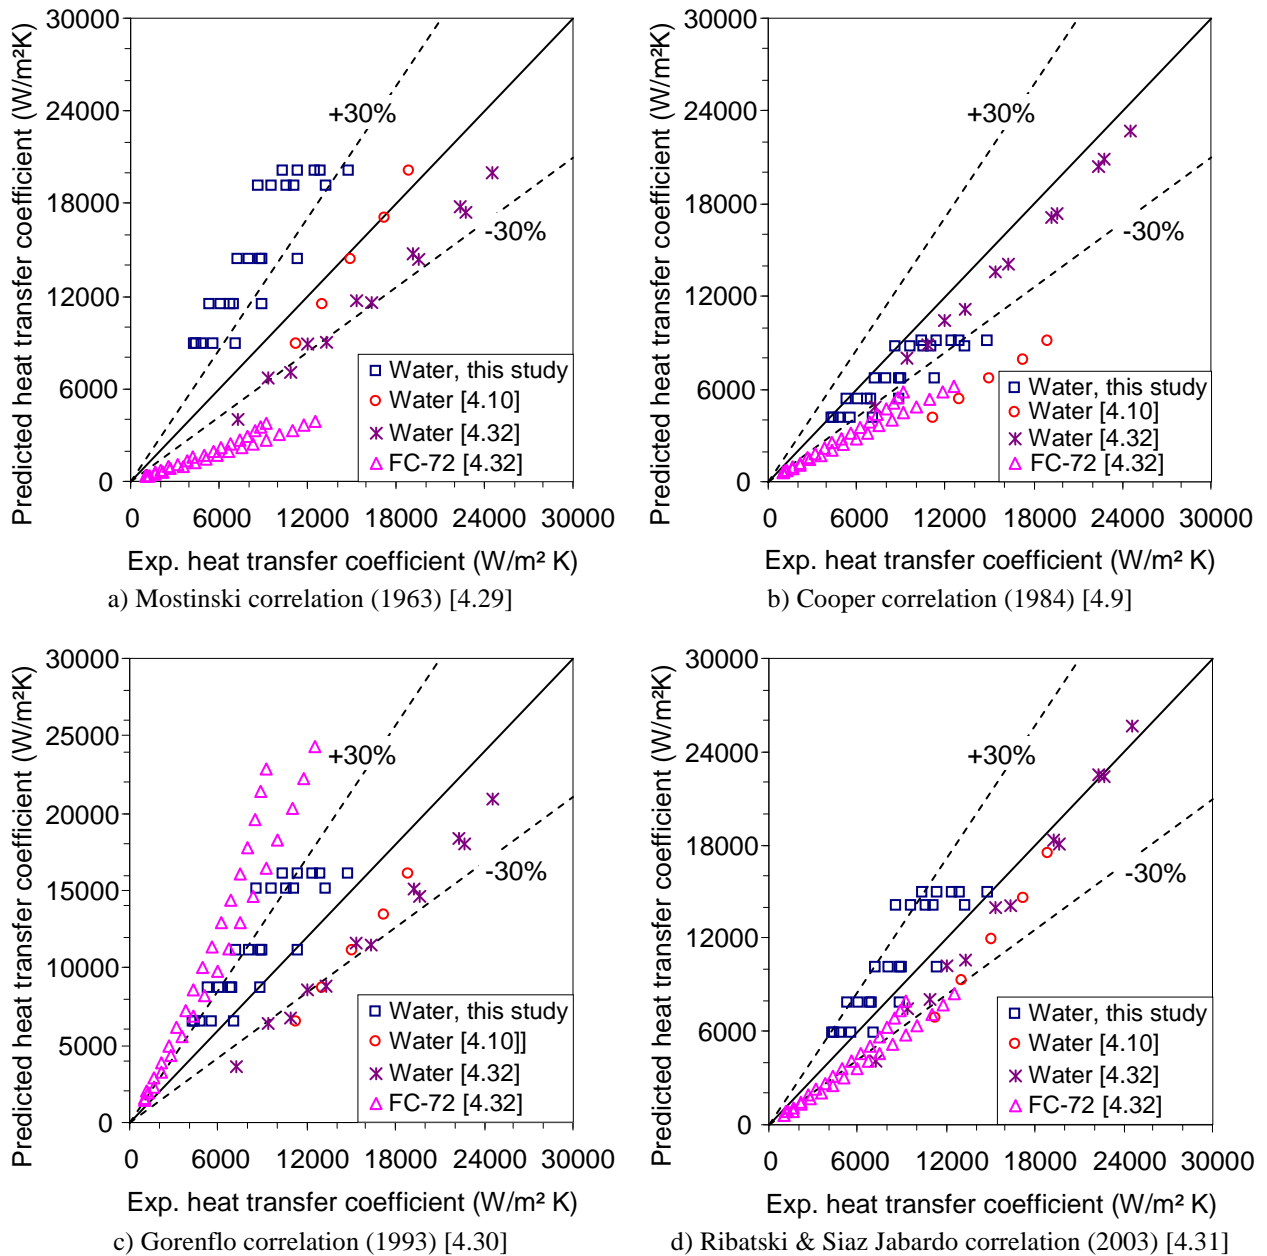 Predicted heat transfer coefficient (W/m²K)
30000
24000
18000
12000
6000
0
+30%
-30%
Water, this study
Water [4.10]
Water [4.32]
FC-72 [4.32]
0 6000 12000 18000 24000 30000
Exp. heat transfer coefficient (W/m² K)
a) Mostinski correlation (1963) [4.29]
Predicted heat transfer coefficient (W/m²K)
30000
24000
18000
12000
6000
0
+30%
-30%
Water, this study
Water [4.10]
Water [4.32]
FC-72 [4.32]
0 6000 12000 18000 24000 30000
Exp. heat transfer coefficient (W/m² K)
b) Cooper correlation (1984) [4.9]
Predicted heat transfer coefficient (W/m²K)
30000
25000
20000
15000
10000
5000
0
+30%
-30%
Water, this study
Water [4.10]]
Water [4.32]
FC-72 [4.32]
0 6000 12000 18000 24000 30000
Exp. heat transfer coefficient (W/m² K)
c) Gorenflo correlation (1993) [4.30]
Predicted heat transfer coefficient (W/m²K)
30000
24000
18000
12000
6000
0
+30%
-30%
Water, this study
Water [4.10]
Water [4.32]
FC-72 [4.32]
0 6000 12000 18000 24000 30000
Exp. heat transfer coefficient (W/m² K)
d) Ribatski & Siaz Jabardo correlation (2003) [4.31]